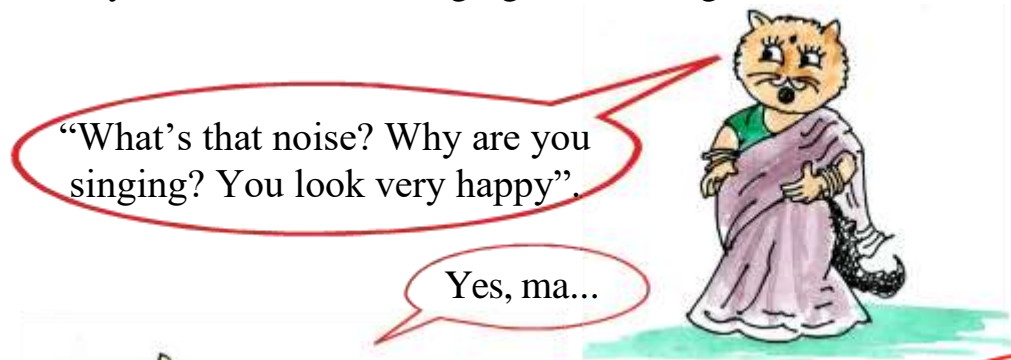 “What’s that noise? Why are you
singing? You look very happy”.
Yes, ma...